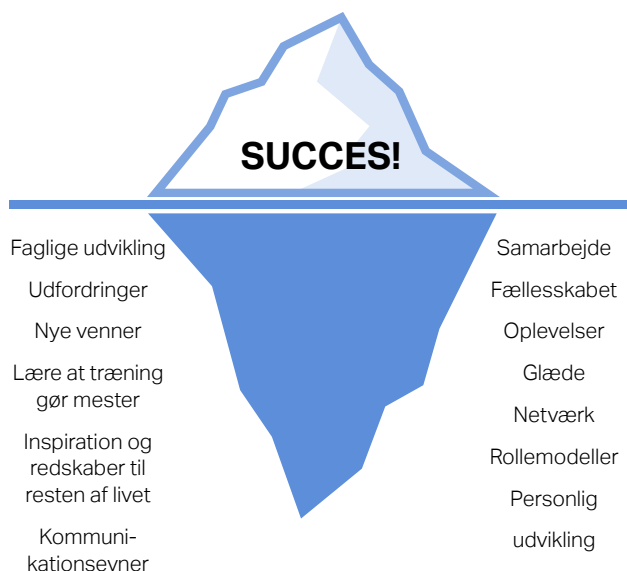 SUCCES!
Faglige udvikling
Udfordringer
Nye venner
Lære at træning
gør mester
Inspiration og
redskaber til
resten af livet
Kommuni-
kationsevner
Samarbejde
Fællesskabet
Oplevelser
Glæde
Netværk
Rollemodeller
Personlig
udvikling